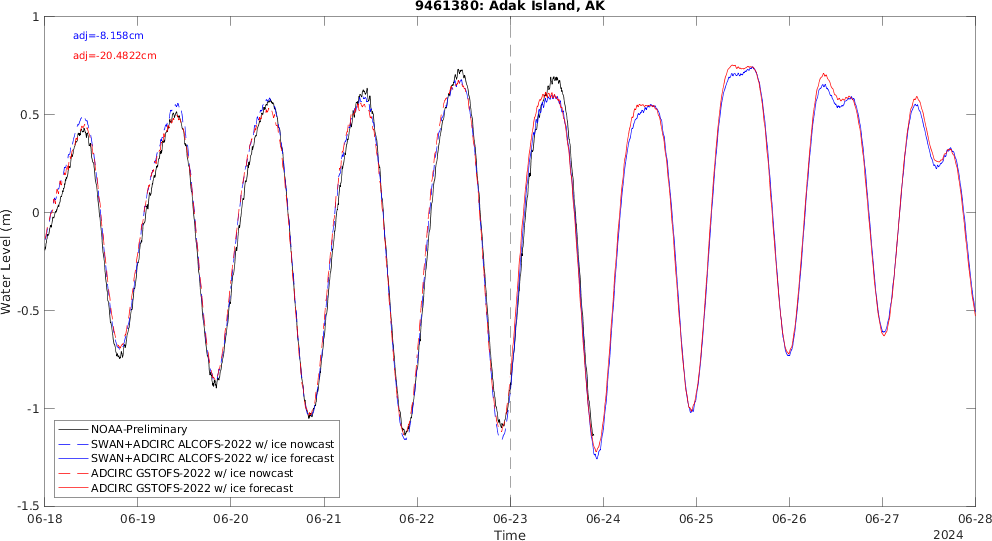 9461380: Adak Island, AK
adj=-8.158cm
adj=-20.4822cm
1
0.5
0
-0.5
-1
-1.5
Water Level (m)
NOAA-Preliminary
SWAN+ADCIRC ALCOFS-2022 w/ ice nowcast
SWAN+ADCIRC ALCOFS-2022 w/ ice forecast
ADCIRC GSTOFS-2022 w/ ice nowcast
ADCIRC GSTOFS-2022 w/ ice forecast
06-18 06-19 06-20 06-21 06-22 06-23 06-24 06-25 06-26 06-27 06-28
Time
2024